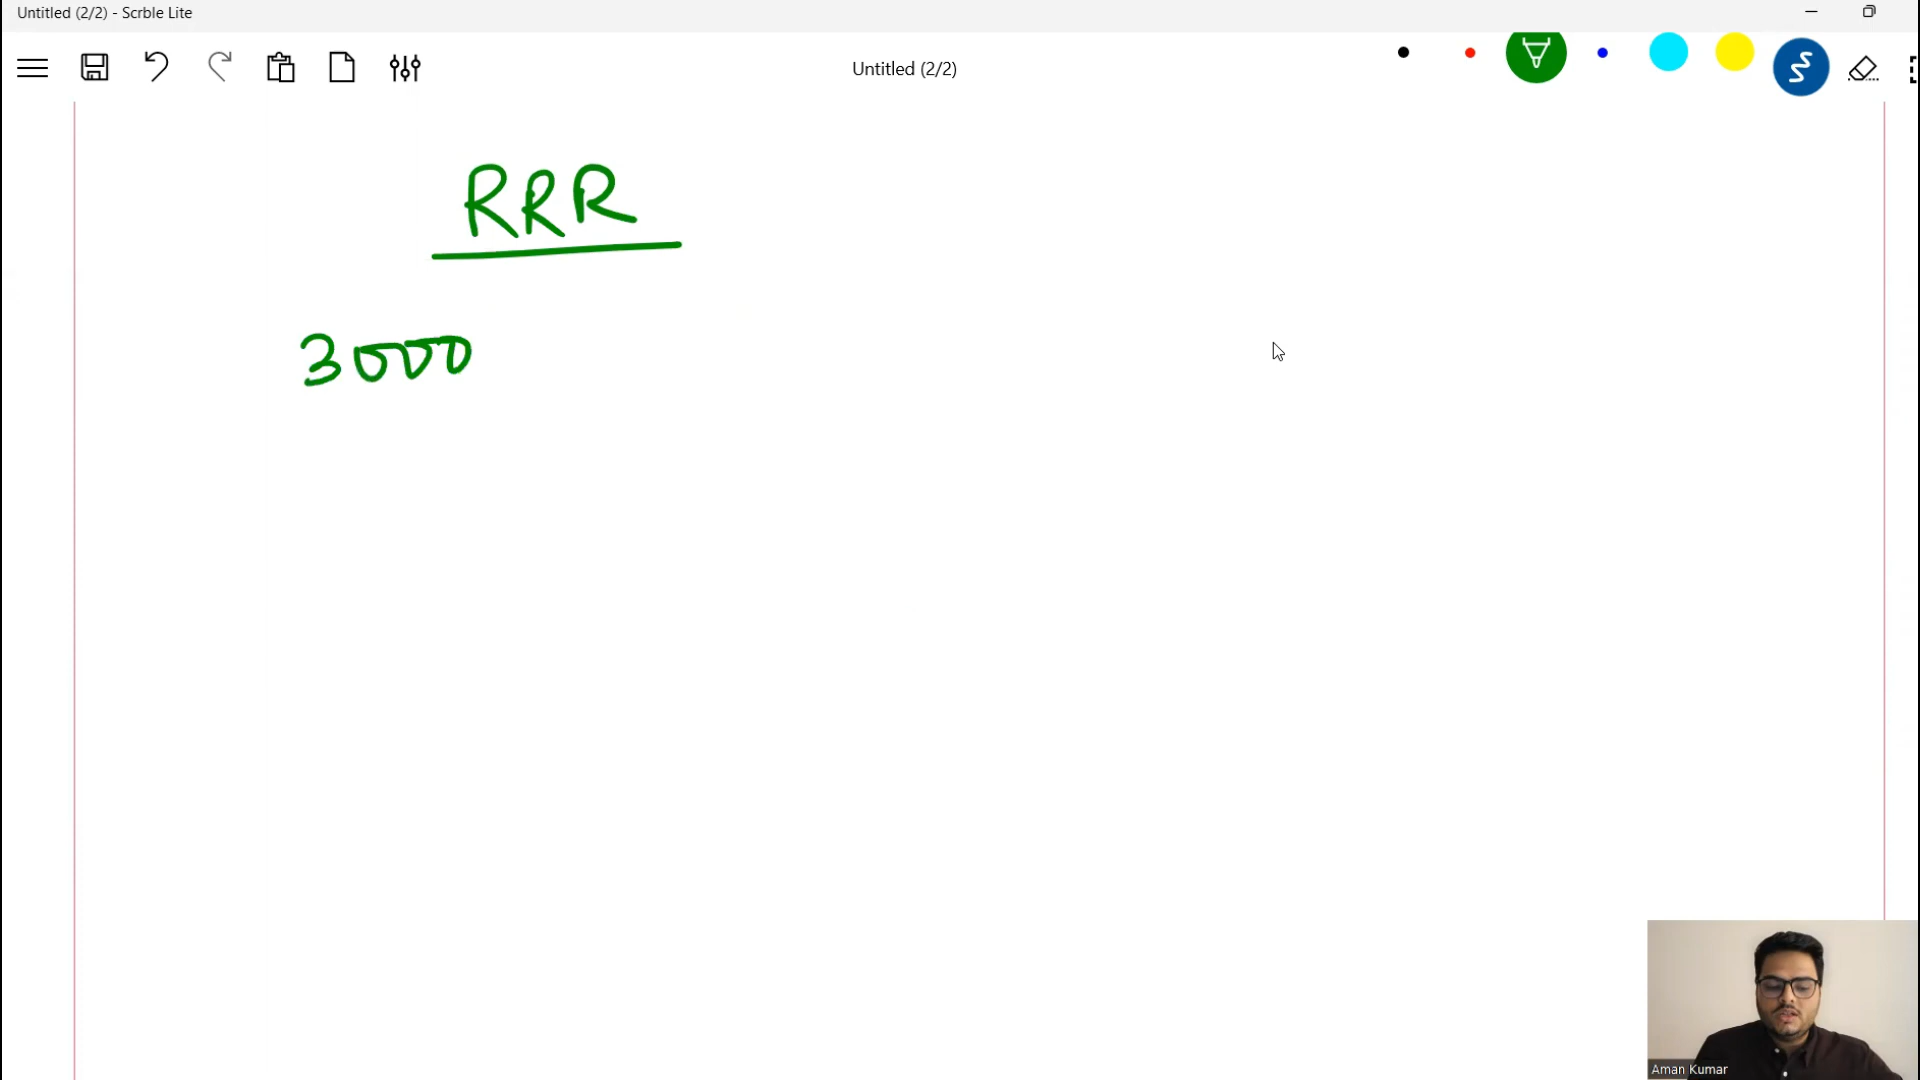 Untitled (2/2) - Scrble Lite
Untitled (2/2)
RRR
3000
Aman Kumar